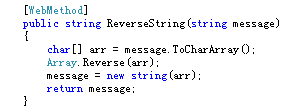 [WebMethod]
public string ReverseString(string message)
{
char[] arr = message.ToCharArray();
Array.Reverse(arr);
message = new string(arr);
return message;
}